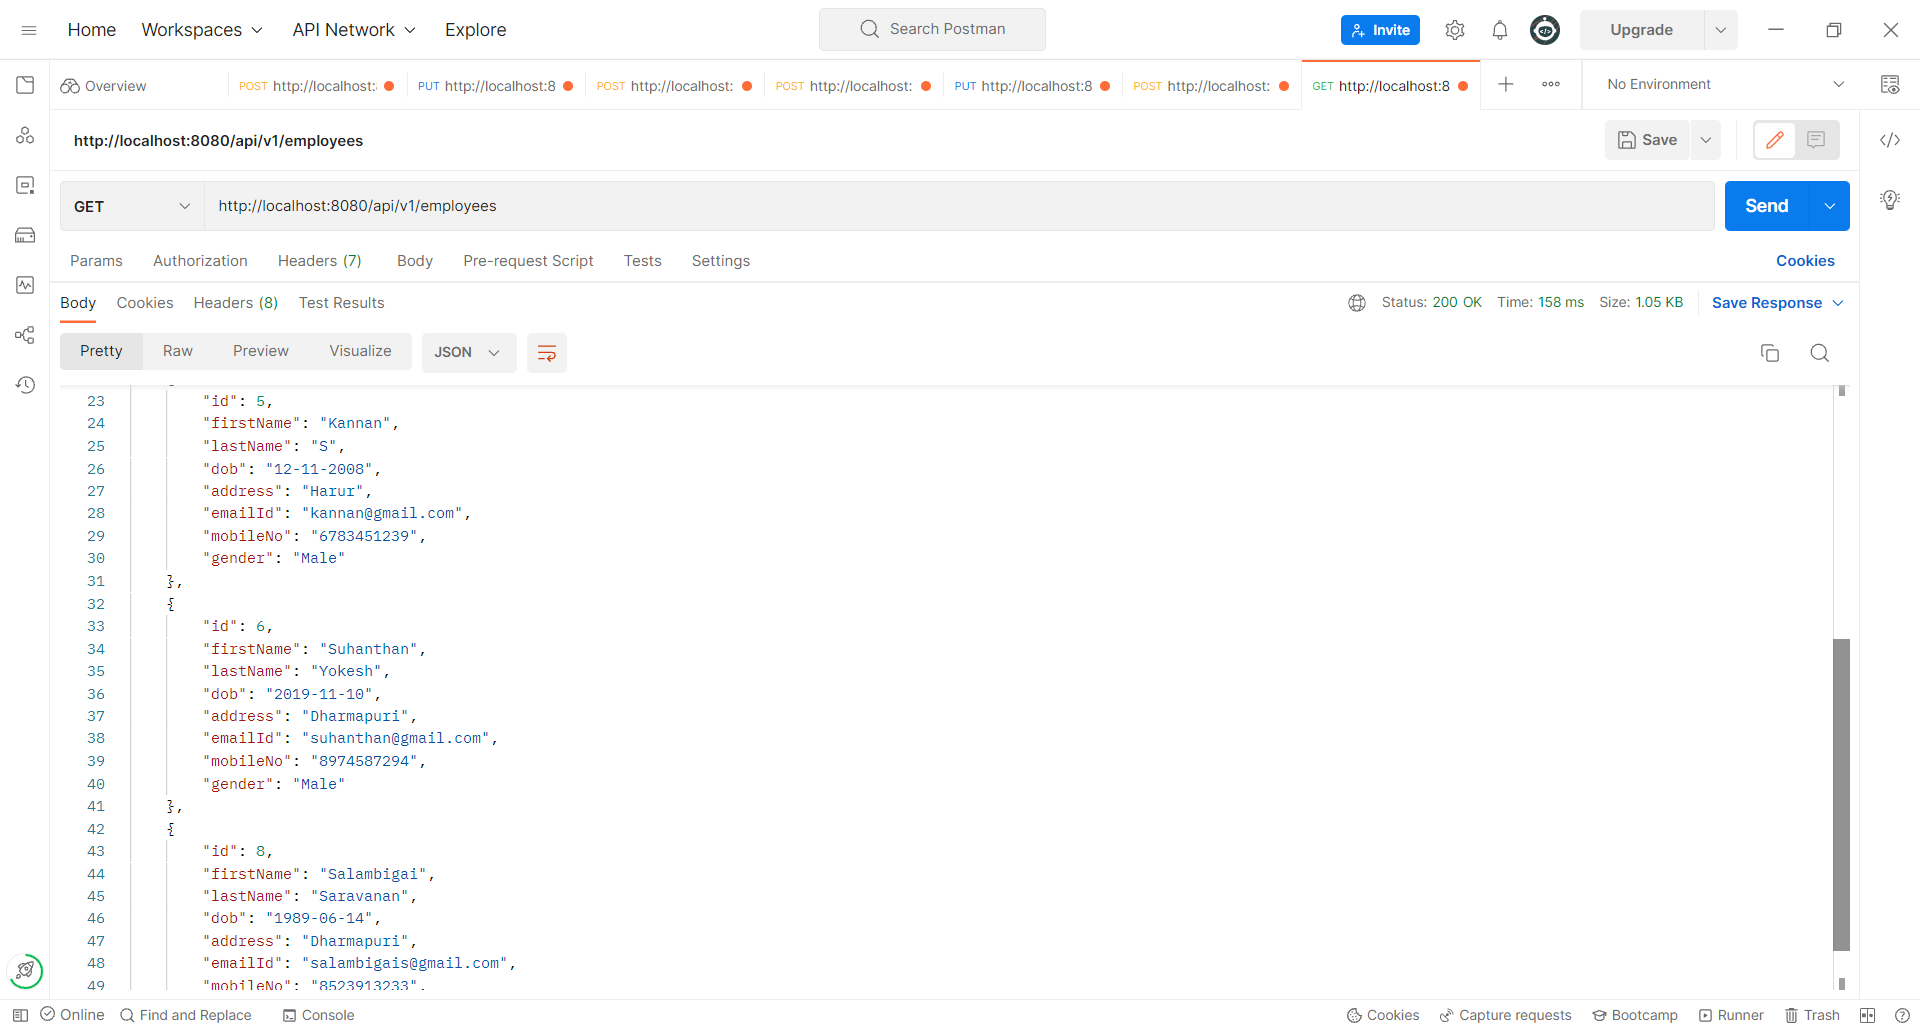 Home Workspaces API Network Explore Search Postman Invite Upgrade
Overview POST http://localhost: PUT http://localhost:8 POST http://localhost: POST http://localhost: PUT http://localhost:8 POST http://localhost: GET http://localhost:8 No Environment
http://localhost:8080/api/v1/employees Save
GET http://localhost:8080/api/v1/employees Send
Params Authorization Headers (7) Body Pre-request Script Tests Settings Cookies
Body Cookies Headers (8) Test Results Status: 200 OK Time: 158 ms Size: 1.05 KB Save Response
Pretty Raw Preview Visualize JSON
23 "id": 5,
24 "firstName": "Kannan",
25 "lastName": "S",
26 "dob": "12-11-2008",
27 "address": "Harur",
28 "emailId": "kannan@gmail.com",
29 "mobileNo": "6783451239",
30 "gender": "Male"
31 },
32 {
33 "id": 6,
34 "firstName": "Suhanthan",
35 "lastName": "Yokesh",
36 "dob": "2019-11-10",
37 "address": "Dharmapuri",
38 "emailId": "suhanthan@gmail.com",
39 "mobileNo": "8974587294",
40 "gender": "Male"
41 },
42 {
43 "id": 8,
44 "firstName": "Salambigai",
45 "lastName": "Saravanan",
46 "dob": "1989-06-14",
47 "address": "Dharmapuri",
48 "emailId": "salambigais@gmail.com",
49 "mobileNo": "8523913233",
Online Find and Replace Console Cookies Capture requests Bootcamp Runner Trash